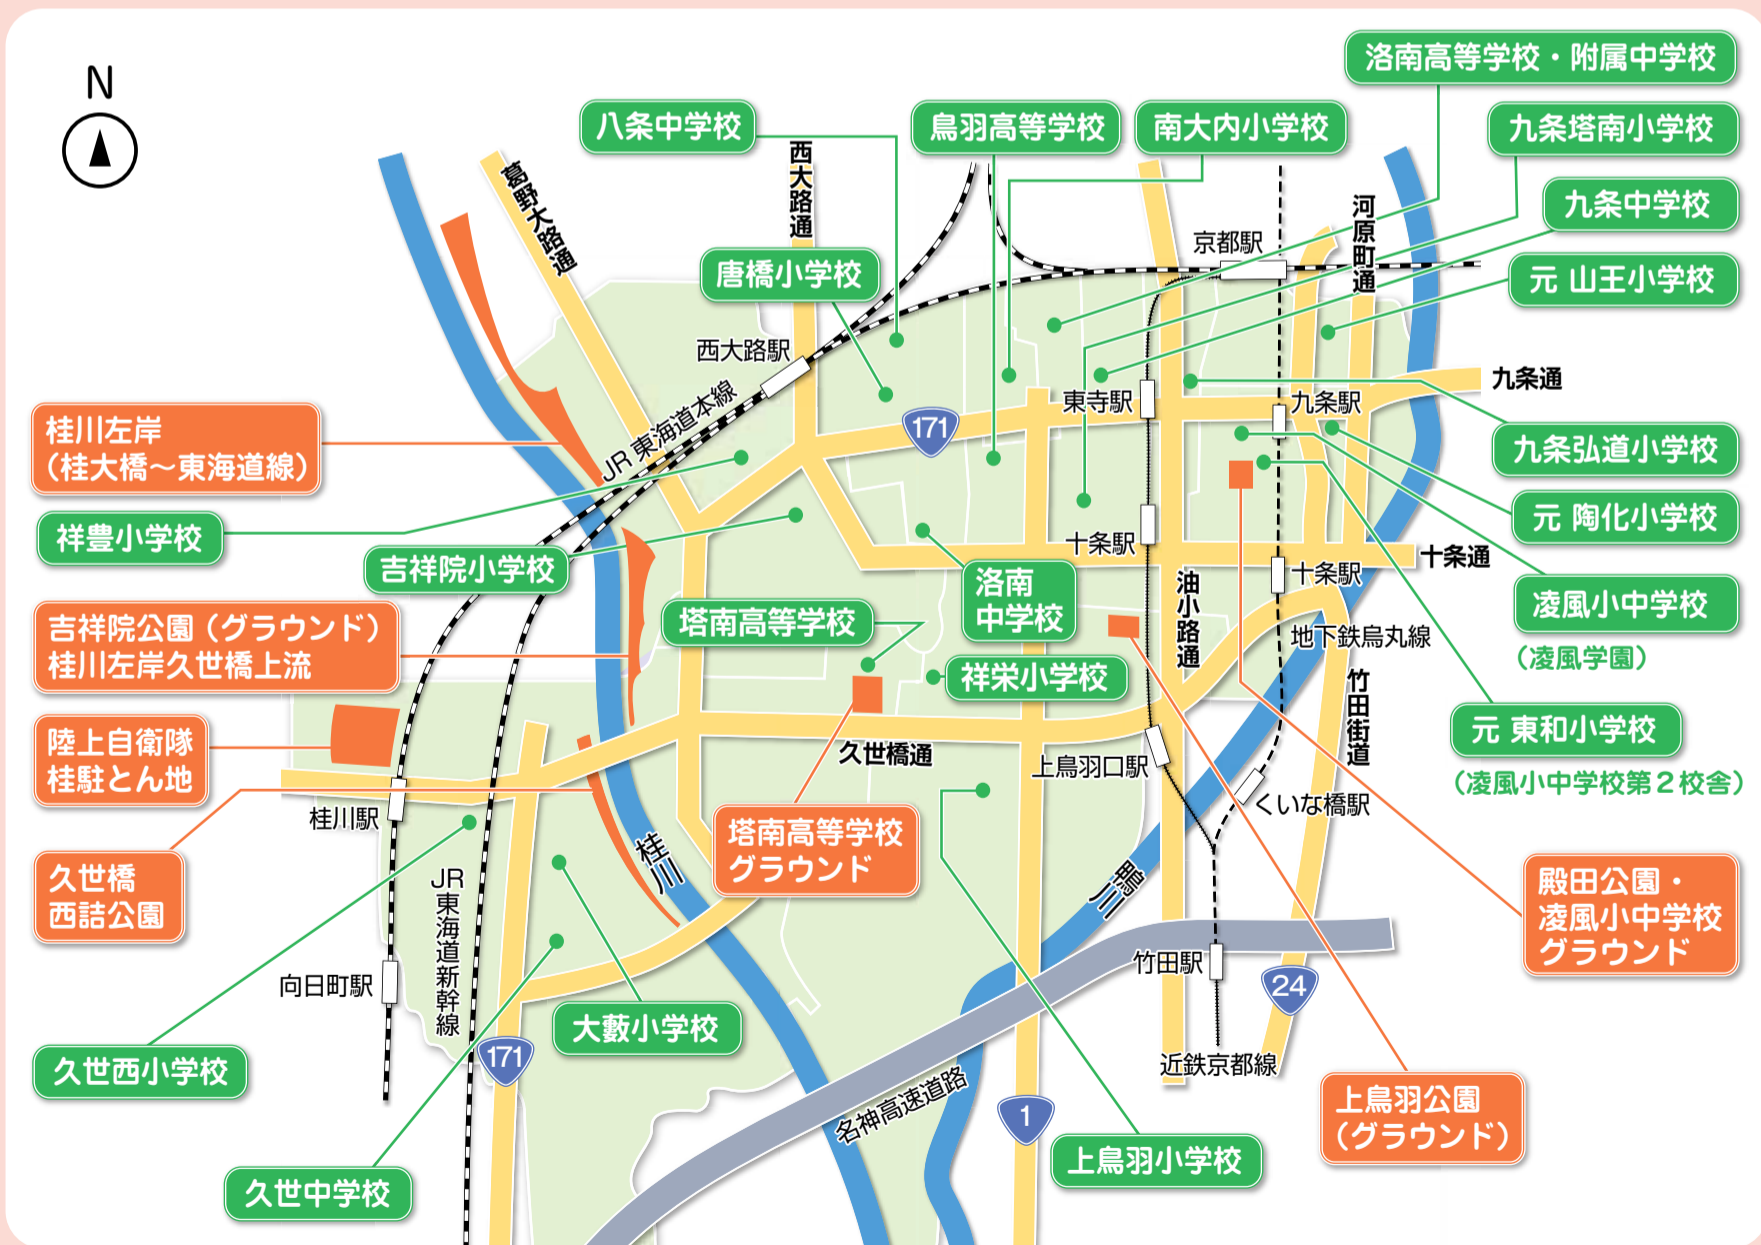 N
洛南高等学校・附属中学校
八条中学校
鳥羽高等学校
南大内小学校
九条塔南小学校
九条中学校
元 山王小学校
唐橋小学校
葛野大路通
西大路通
河原町通
京都駅
西大路駅
JR東海道本線
171
東寺駅
九条駅
九条通
桂川左岸
（桂大橋〜東海道線）
祥豊小学校
吉祥院小学校
九条弘道小学校
元 陶化小学校
十条駅
十条駅
十条通
洛南
中学校
油小路通
凌風小中学校
（凌風学園）
吉祥院公園（グラウンド）
桂川左岸久世橋上流
塔南高等学校
祥栄小学校
地下鉄烏丸線
竹田街道
元 東和小学校
（凌風小中学校第２校舎）
陸上自衛隊
桂駐とん地
久世橋通
上鳥羽口駅
くいな橋駅
桂川駅
塔南高等学校
グラウンド
桂川
鴨川
久世橋
西詰公園
JR東海道新幹線
殿田公園・
凌風小中学校
グラウンド
向日町駅
竹田駅
24
大藪小学校
171
久世西小学校
近鉄京都線
名神高速道路
1
上鳥羽公園
（グラウンド）
上鳥羽小学校
久世中学校